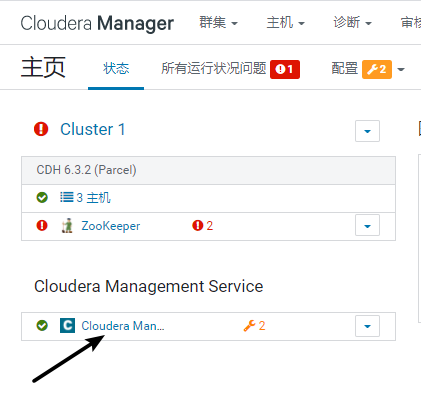 Cloudera Manager 群集 主机 诊断
主页 状态 所有运行状况问题 1 配置 2
Cluster 1
CDH 6.3.2 (Parcel)
3 主机
ZooKeeper 2
Cloudera Management Service
C Cloudera Man... 2